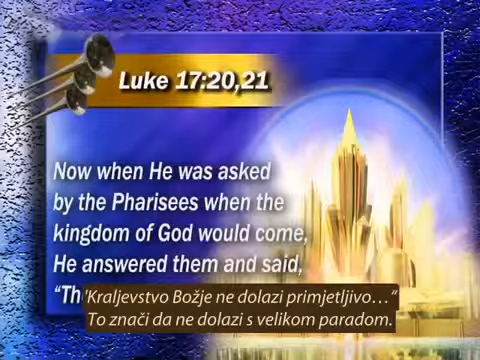 Luke 17:20,21
Now when He was asked
by the Pharisees when the
kingdom of God would come,
He answered them and said,
“Th
'Kraljevstvo Božje ne dolazi primjetljivo…“
To znači da ne dolazi s velikom paradom.